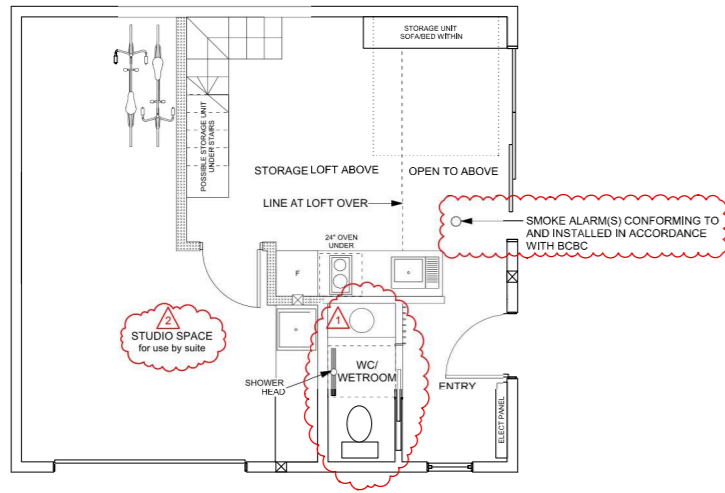 STORAGE UNIT
SOFA/BED WITHIN
POSSIBLE STORAGE UNIT
UNDER STAIRS
STORAGE LOFT ABOVE
OPEN TO ABOVE
LINE AT LOFT OVER
SMOKE ALARM(S) CONFORMING TO
AND INSTALLED IN ACCORDANCE
WITH BCBC
24" OVEN
UNDER
F
2
STUDIO SPACE
for use by suite
1
WC/
WETROOM
SHOWER
HEAD
ENTRY
ELECT PANEL